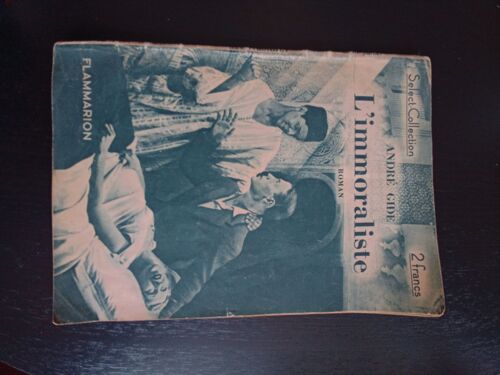 Select-Collection
ANDRÉ GIDE
L'immoraliste
ROMAN
2 francs
FLAMMARION